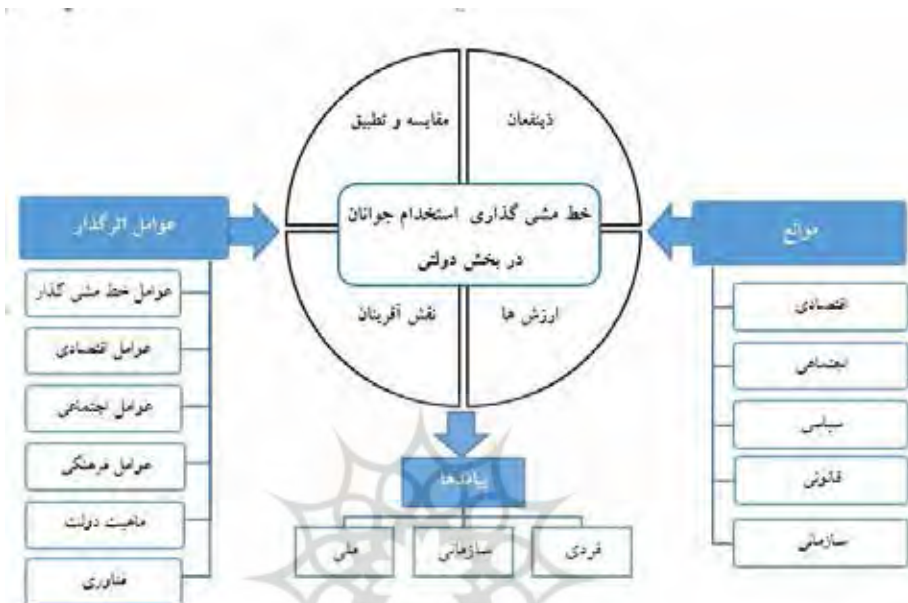 ذینفعان
مقایسه و تطبیق
خط مشی گذاری استخدام جوانان
در بخش دولتی
ارزش ها
نقش آفرینان
موانع
اقتصادی
اجتماعی
سیاسی
قانونی
سازمانی
عوامل اثرگذار
عوامل خط مشی گذار
عوامل اقتصادی
عوامل اجتماعی
عوامل فرهنگی
ماهیت دولت
فناوری
پیامدها
فردی
سازمانی
ملی